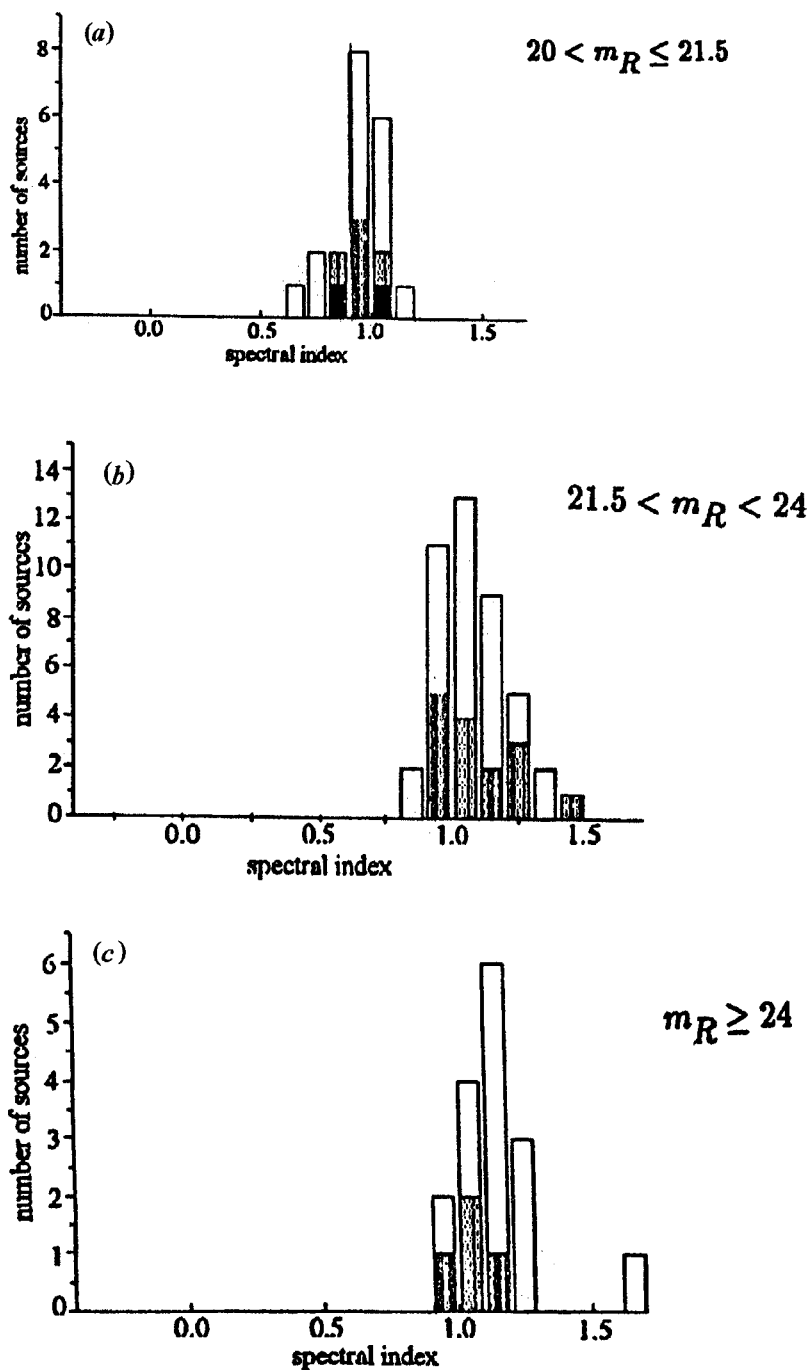 (a)
20 < m_R ≤ 21.5
number of sources
8
6
4
2
0
0.0 0.5 1.0 1.5
spectral index
(b)
21.5 < m_R < 24
number of sources
14
12
10
8
6
4
2
0
0.0 0.5 1.0 1.5
spectral index
(c)
m_R ≥ 24
number of sources
6
5
4
3
2
1
0
0.0 0.5 1.0 1.5
spectral index